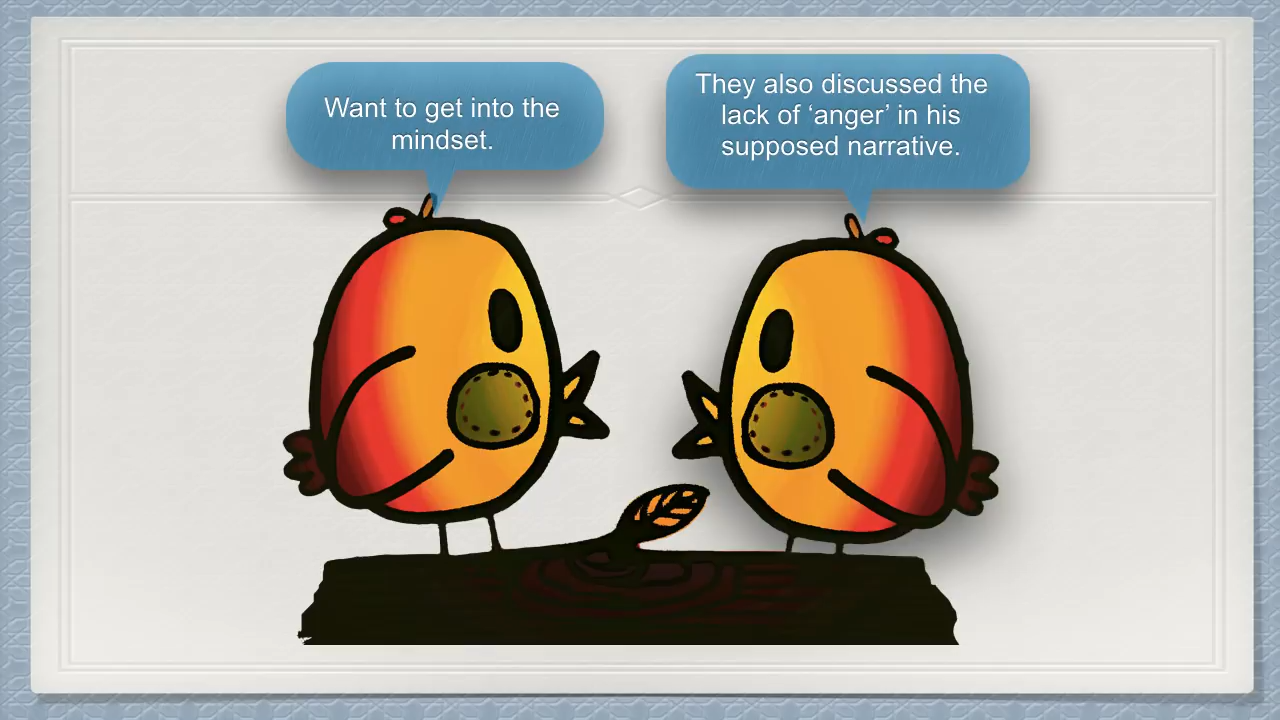 Want to get into the
mindset.
They also discussed the
lack of ‘anger’ in his
supposed narrative.